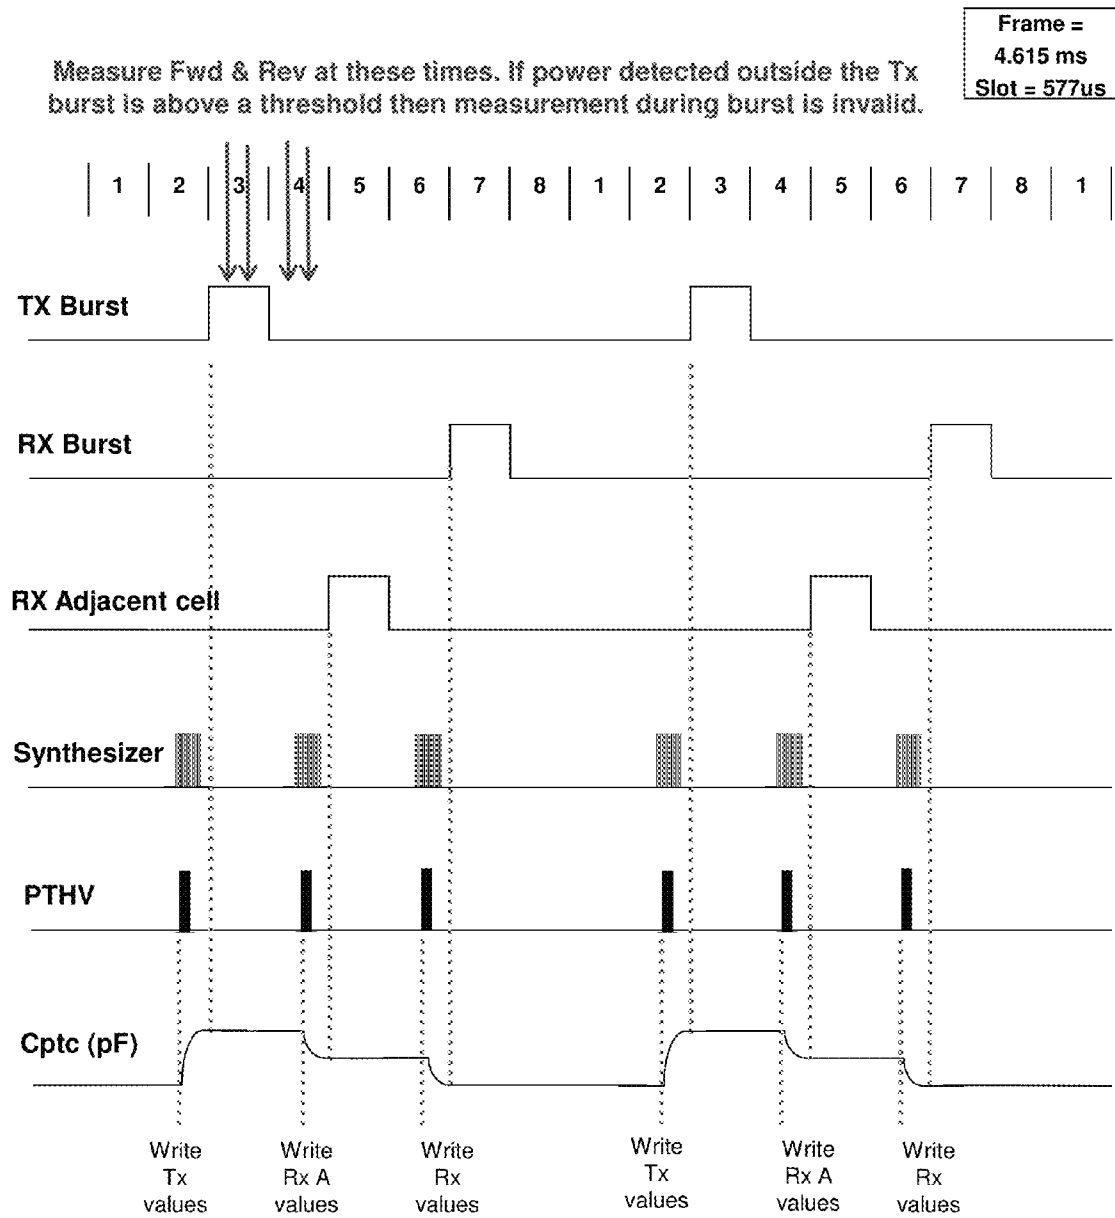 Frame =
4.615 ms
Slot = 577us
Measure Fwd & Rev at these times. If power detected outside the Tx
burst is above a threshold then measurement during burst is invalid.
1 2 3 4 5 6 7 8 1 2 3 4 5 6 7 8 1
TX Burst
RX Burst
RX Adjacent cell
Synthesizer
PTHV
Cptc (pF)
Write Write Write Write Write Write
Tx Rx A Rx Tx Rx A Rx
values values values values values values